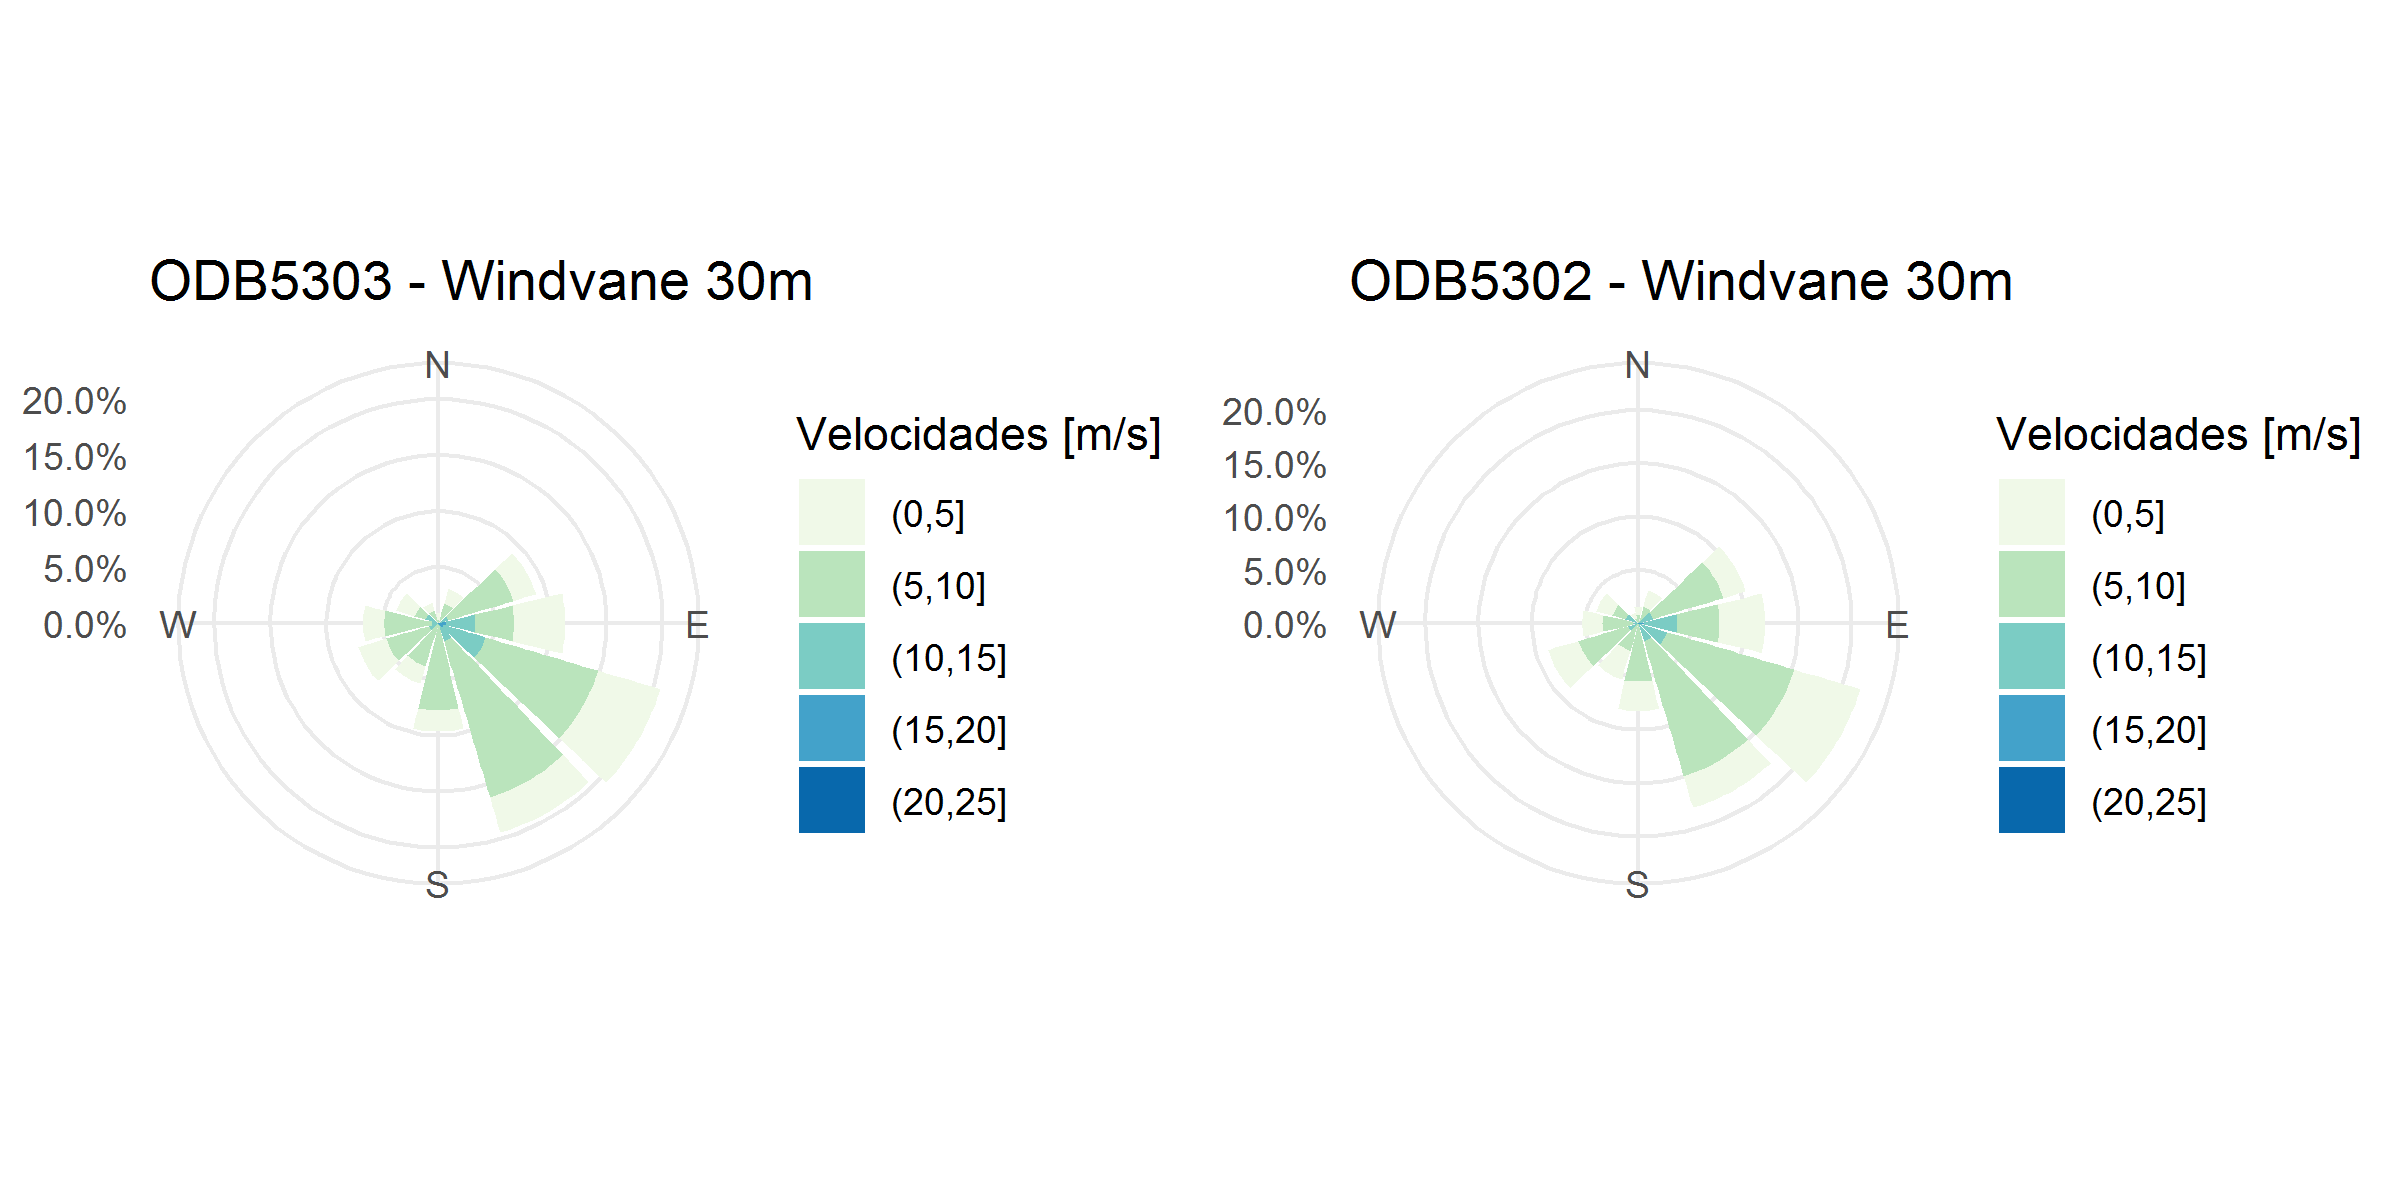 ODB5303 - Windvane 30m
N
20.0%
15.0%
10.0%
5.0%
0.0%
W
E
S
Velocidades [m/s]
(0,5]
(5,10]
(10,15]
(15,20]
(20,25]
ODB5302 - Windvane 30m
N
20.0%
15.0%
10.0%
5.0%
0.0%
W
E
S
Velocidades [m/s]
(0,5]
(5,10]
(10,15]
(15,20]
(20,25]